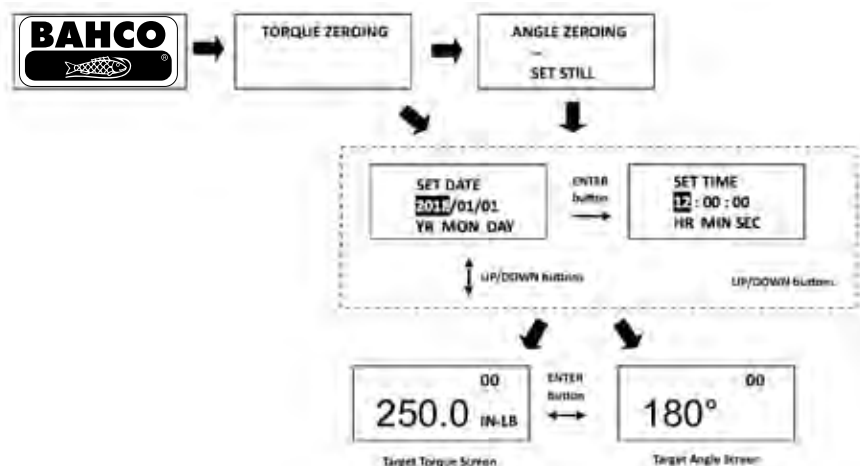 BAHCO
®
TORQUE ZEROING
ANGLE ZEROING
--
SET STILL
SET DATE
2018/01/01
YR MON DAY
ENTER
button
SET TIME
12 : 00 : 00
HR MIN SEC
UP/DOWN buttons
UP/DOWN buttons
00
250.0 IN-LB
ENTER
button
00
180°
Target Torque Screen
Target Angle Screen